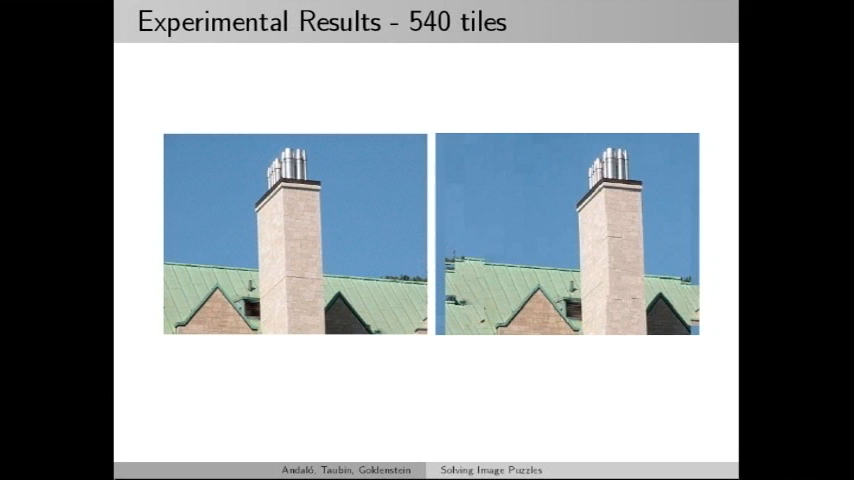 Experimental Results - 540 tiles
Andaló, Taubin, Goldenstein
Solving Image Puzzles